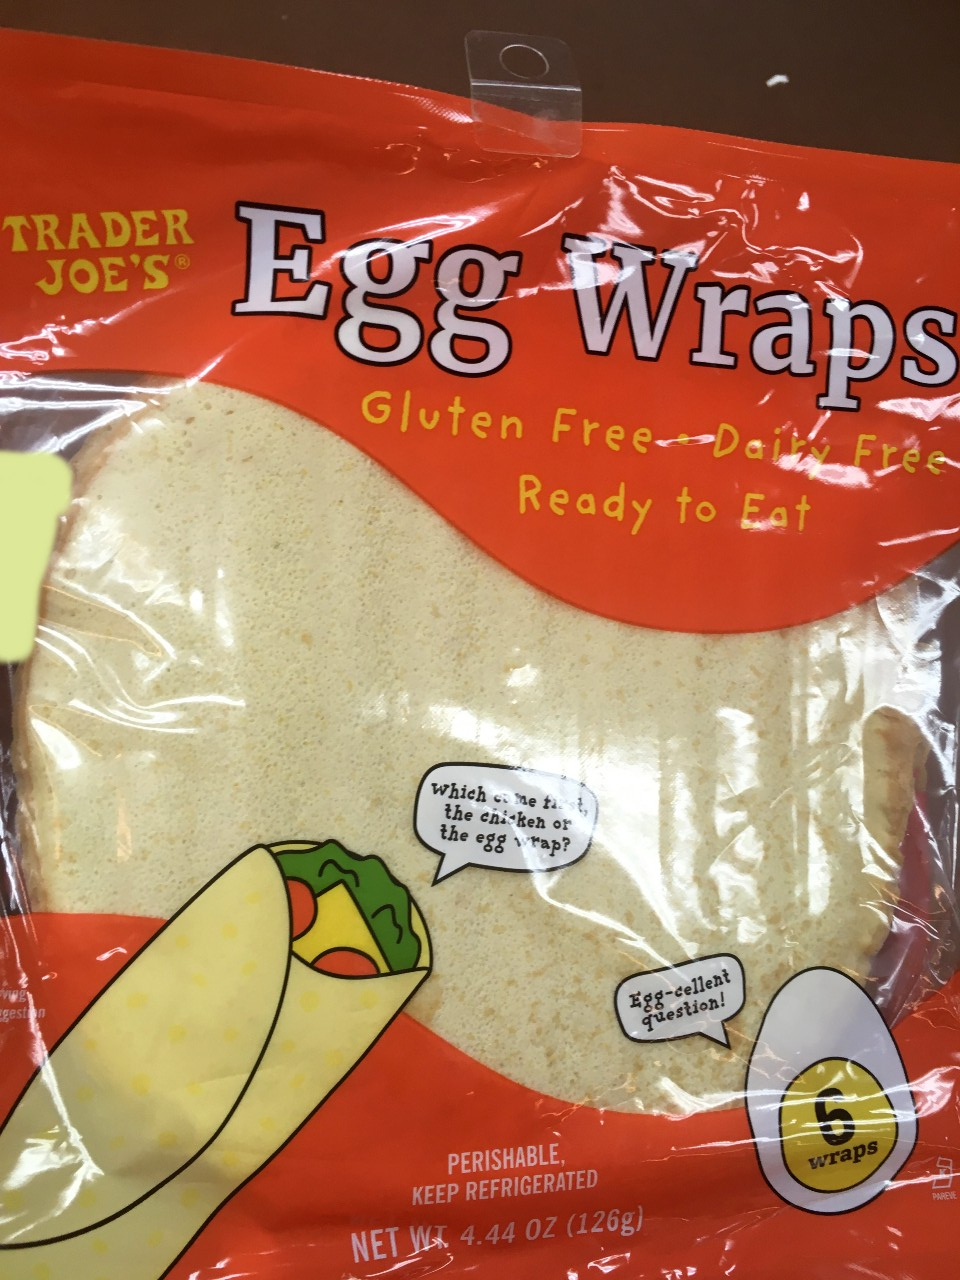 TRADER
JOE'S®
Egg Wraps
Gluten Free • Dairy Free
Ready to Eat
Which came first,
the chicken or
the egg wrap?
Egg-cellent
question!
6
wraps
PERISHABLE,
KEEP REFRIGERATED
NET WT. 4.44 OZ (126g)
PAREVE